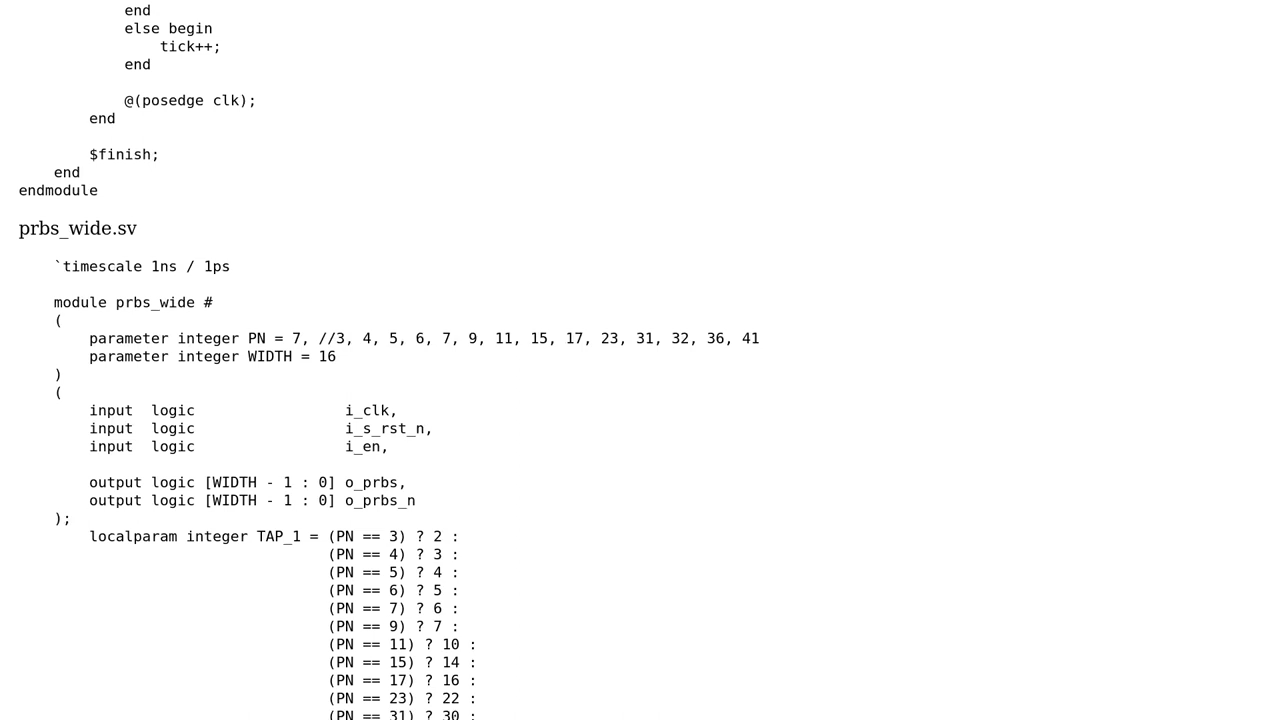 end
else begin
tick++;
end
@(posedge clk);
end
$finish;
end
endmodule
prbs_wide.sv
`timescale 1ns / 1ps
module prbs_wide #
(
parameter integer PN = 7, //3, 4, 5, 6, 7, 9, 11, 15, 17, 23, 31, 32, 36, 41
parameter integer WIDTH = 16
)
(
input  logic                 i_clk,
input  logic                 i_s_rst_n,
input  logic                 i_en,
output logic [WIDTH - 1 : 0] o_prbs,
output logic [WIDTH - 1 : 0] o_prbs_n
);
localparam integer TAP_1 = (PN == 3) ? 2 :
(PN == 4) ? 3 :
(PN == 5) ? 4 :
(PN == 6) ? 5 :
(PN == 7) ? 6 :
(PN == 9) ? 7 :
(PN == 11) ? 10 :
(PN == 15) ? 14 :
(PN == 17) ? 16 :
(PN == 23) ? 22 :
(PN == 31) ? 30 :